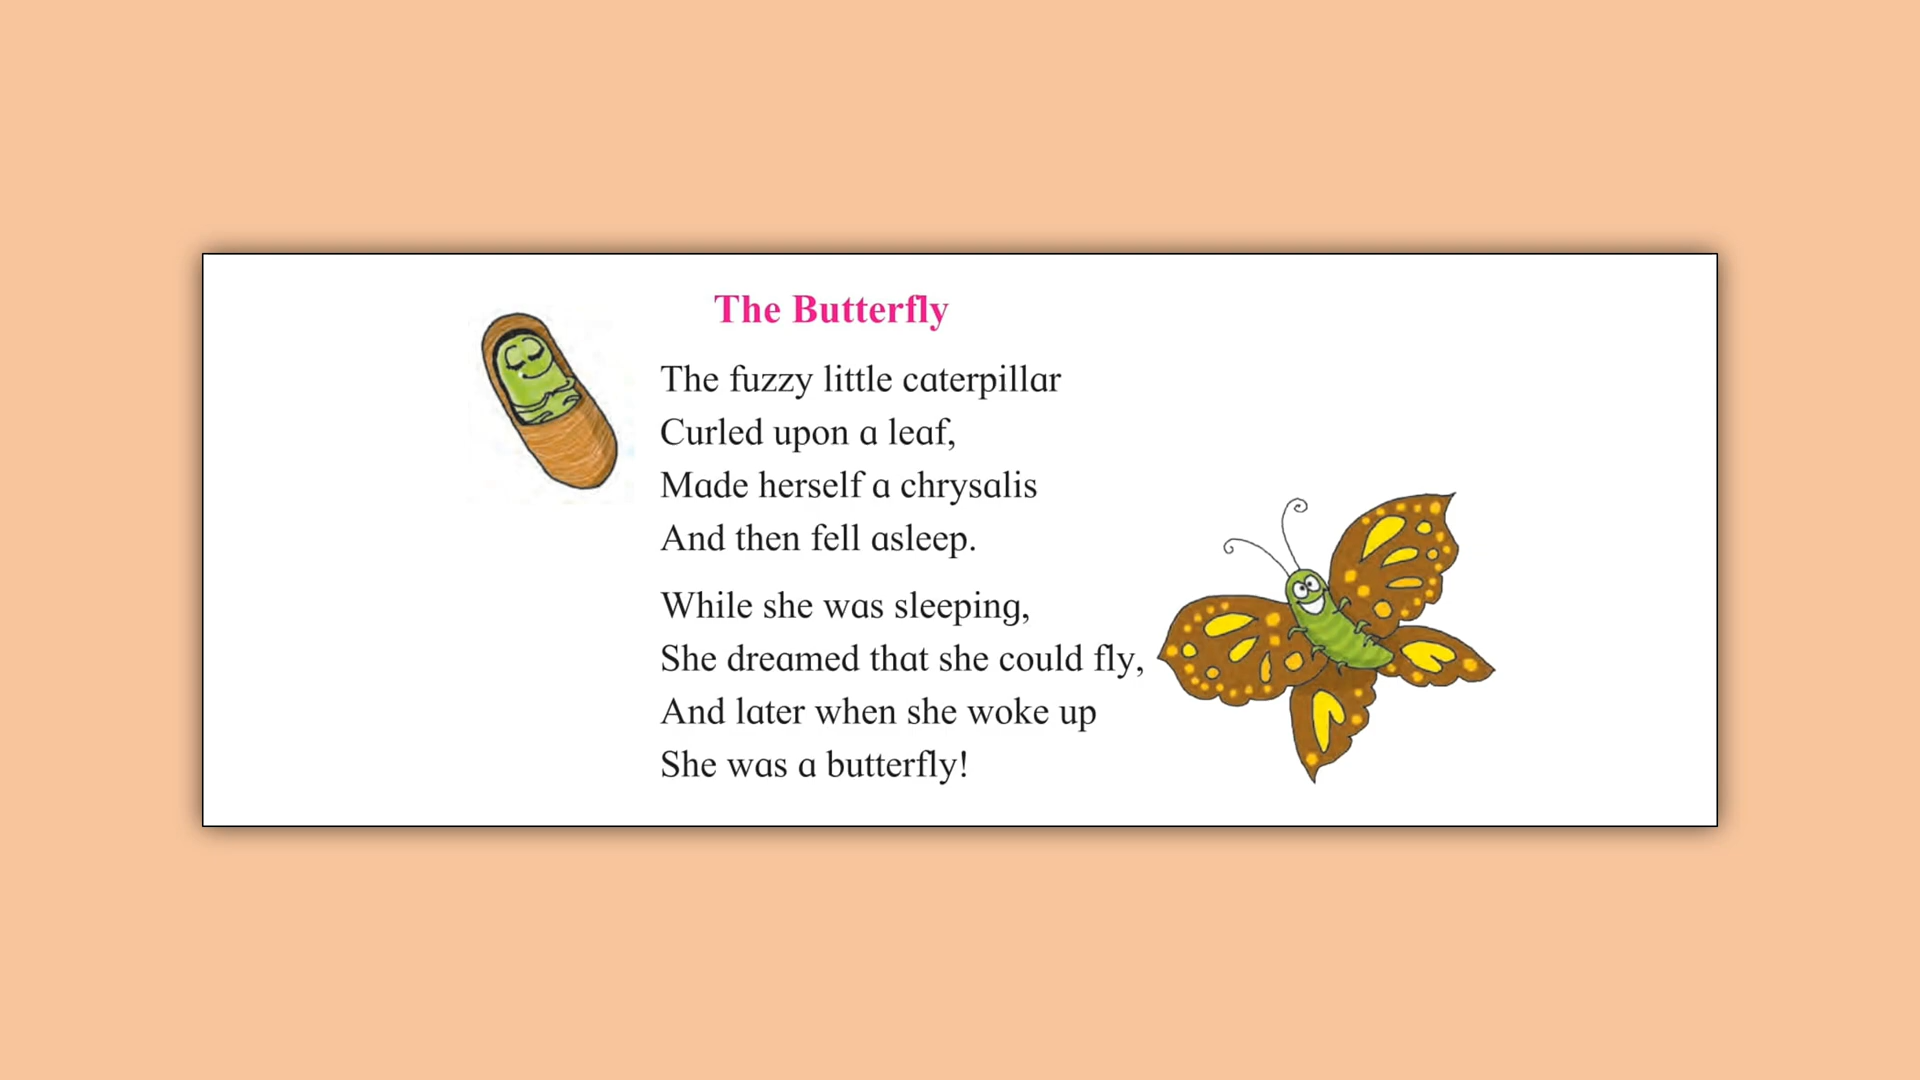 The Butterfly
The fuzzy little caterpillar
Curled upon a leaf,
Made herself a chrysalis
And then fell asleep.
While she was sleeping,
She dreamed that she could fly,
And later when she woke up
She was a butterfly!